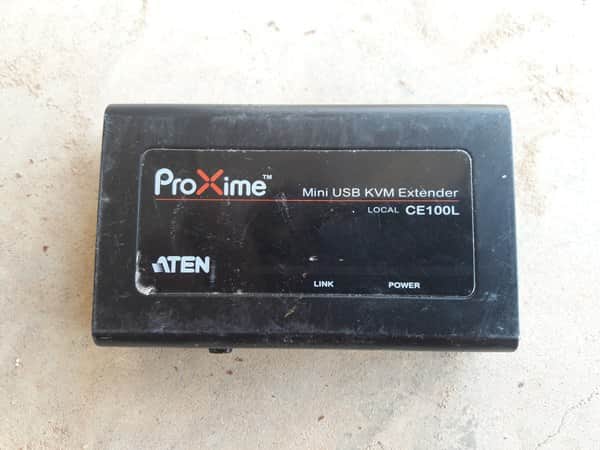 ProXime™
Mini USB KVM Extender
LOCAL CE100L
ATEN
LINK POWER